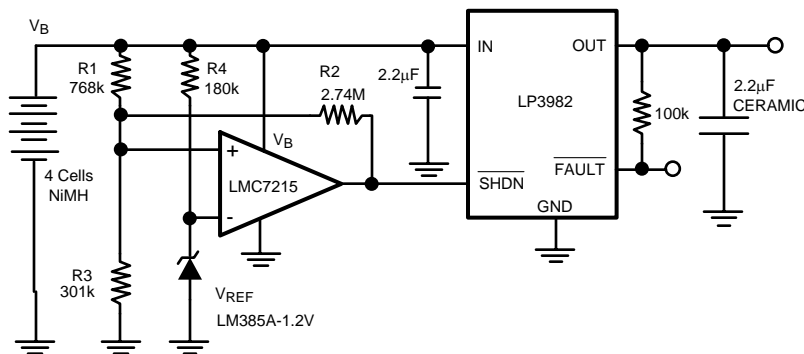 VB
R1
768k
R4
180k
R2
2.74M
2.2μF
IN
OUT
LP3982
2.2μF
CERAMIC
100k
VB
+
LMC7215
-
4 Cells
NiMH
SHDN
FAULT
GND
R3
301k
VREF
LM385A-1.2V